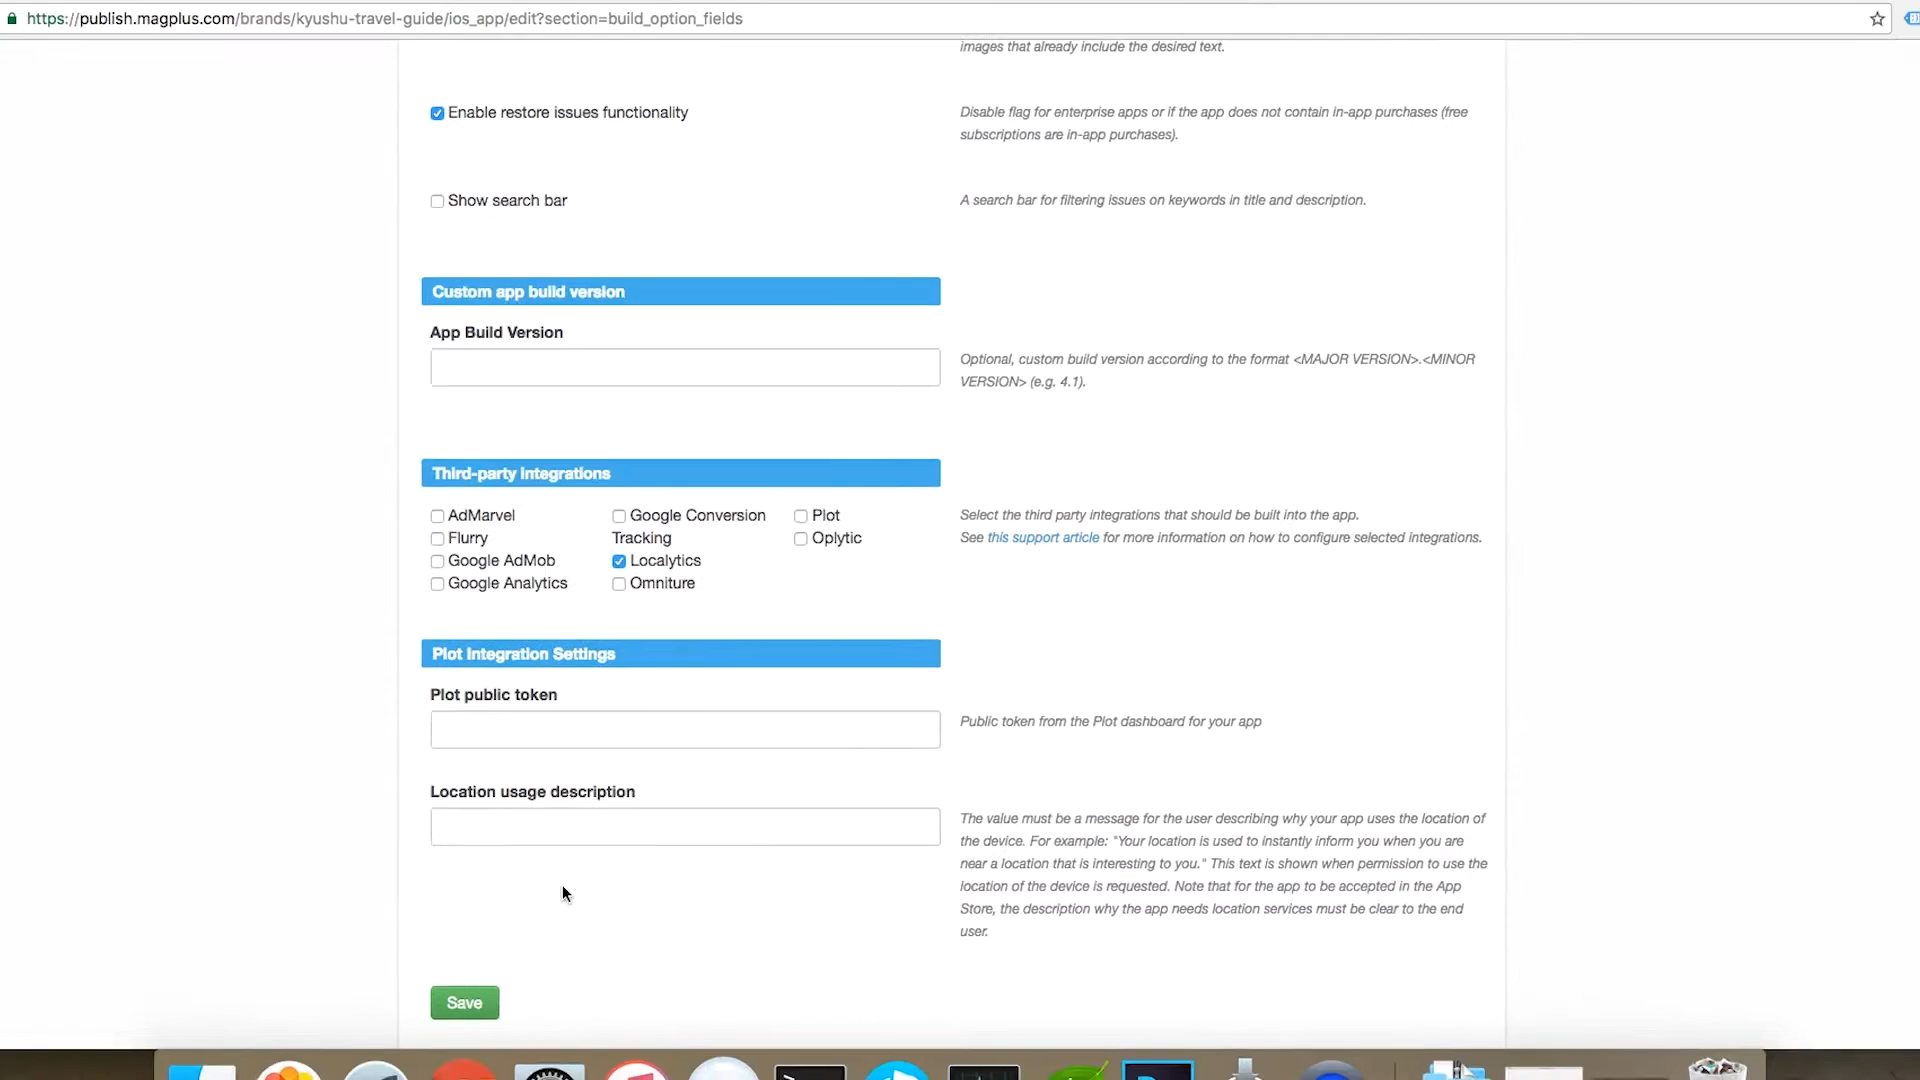 https://publish.magplus.com/brands/kyushu-travel-guide/ios_app/edit?section=build_option_fields
images that already include the desired text.
Enable restore issues functionality
Disable flag for enterprise apps or if the app does not contain in-app purchases (free
subscriptions are in-app purchases).
Show search bar
A search bar for filtering issues on keywords in title and description.
Custom app build version
App Build Version
Optional, custom build version according to the format <MAJOR VERSION>.<MINOR
VERSION> (e.g. 4.1).
Third-party integrations
AdMarvel
Flurry
Google AdMob
Google Analytics
Google Conversion
Tracking
Localytics
Omniture
Plot
Oplytic
Select the third party integrations that should be built into the app.
See this support article for more information on how to configure selected integrations.
Plot Integration Settings
Plot public token
Public token from the Plot dashboard for your app
Location usage description
The value must be a message for the user describing why your app uses the location of
the device. For example: "Your location is used to instantly inform you when you are
near a location that is interesting to you." This text is shown when permission to use the
location of the device is requested. Note that for the app to be accepted in the App
Store, the description why the app needs location services must be clear to the end
user.
Save